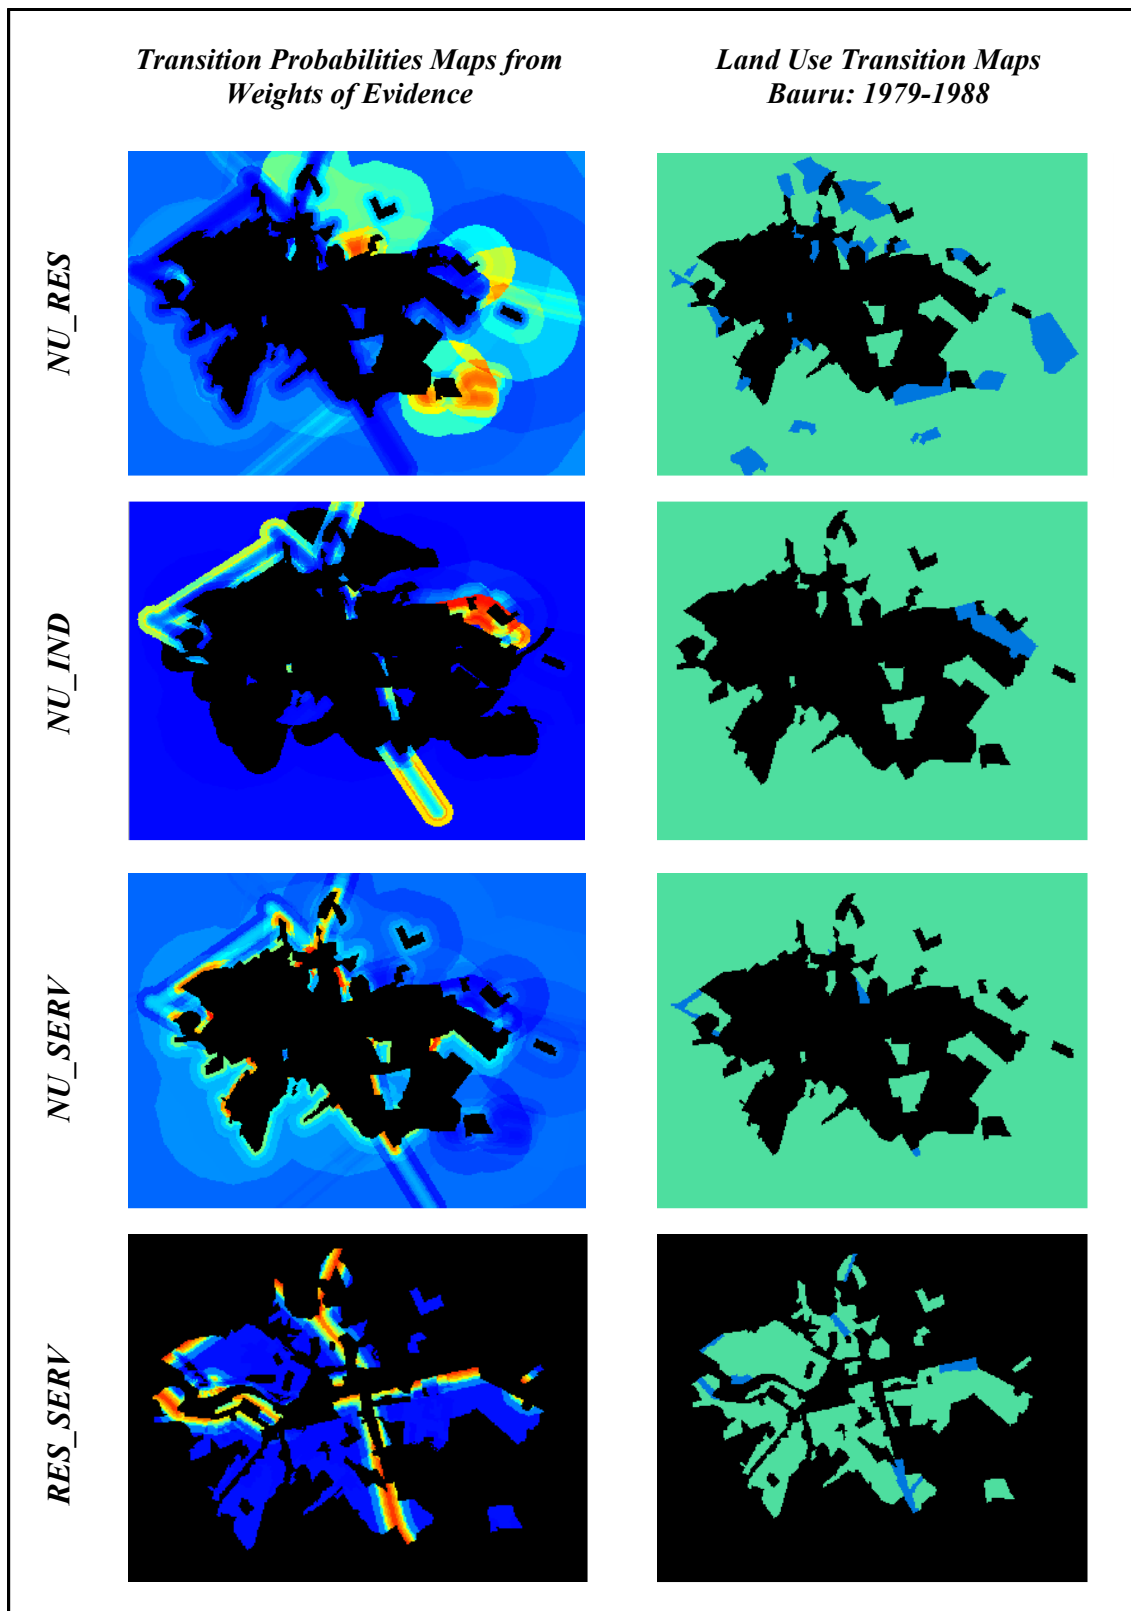 Transition Probabilities Maps from
Weights of Evidence
Land Use Transition Maps
Bauru: 1979-1988
NU_RES
NU_IND
NU_SERV
RES_SERV